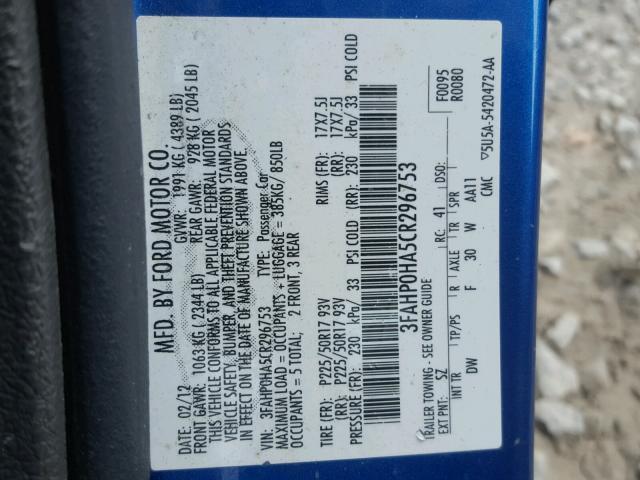 MFD. BY FORD MOTOR CO.
DATE: 02/12 GVWR: 1991 KG ( 4389 LB)
FRONT GAWR: 1063 KG ( 2344 LB) REAR GAWR: 928 KG ( 2045 LB)
THIS VEHICLE CONFORMS TO ALL APPLICABLE FEDERAL MOTOR
VEHICLE SAFETY, BUMPER, AND THEFT PREVENTION STANDARDS
IN EFFECT ON THE DATE OF MANUFACTURE SHOWN ABOVE.
VIN: 3FAHP0HA5CR296753 TYPE: Passenger Car
MAXIMUM LOAD = OCCUPANTS + LUGGAGE = 385KG/ 850LB
OCCUPANTS = 5 TOTAL; 2 FRONT, 3 REAR
TIRE (FR): P225/50R17 93V RIMS (FR): 17X7.5J
(RR): P225/50R17 93V (RR): 17X7.5J
PRESSURE (FR): 230 kPa/ 33 PSI COLD (RR): 230 kPa/ 33 PSI COLD
3FAHP0HA5CR296753
F0095
R0080
TRAILER TOWING - SEE OWNER GUIDE
EXT PNT: SZ RC: 41 DSO:
INT TR TP/PS R AXLE TR SPR
DW F 30 W AA11
CMC ▽5U5A-5420472-AA